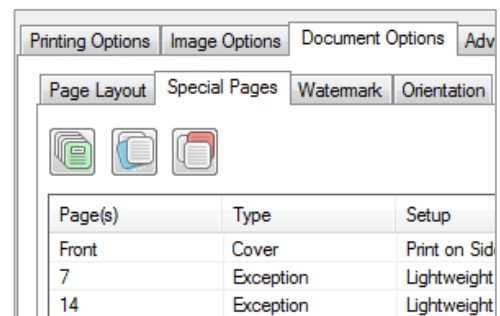 Printing Options Image Options Document Options Adv
Page Layout Special Pages Watermark Orientation
Page(s) Type Setup
Front Cover Print on Sid
7 Exception Lightweight
14 Exception Lightweight